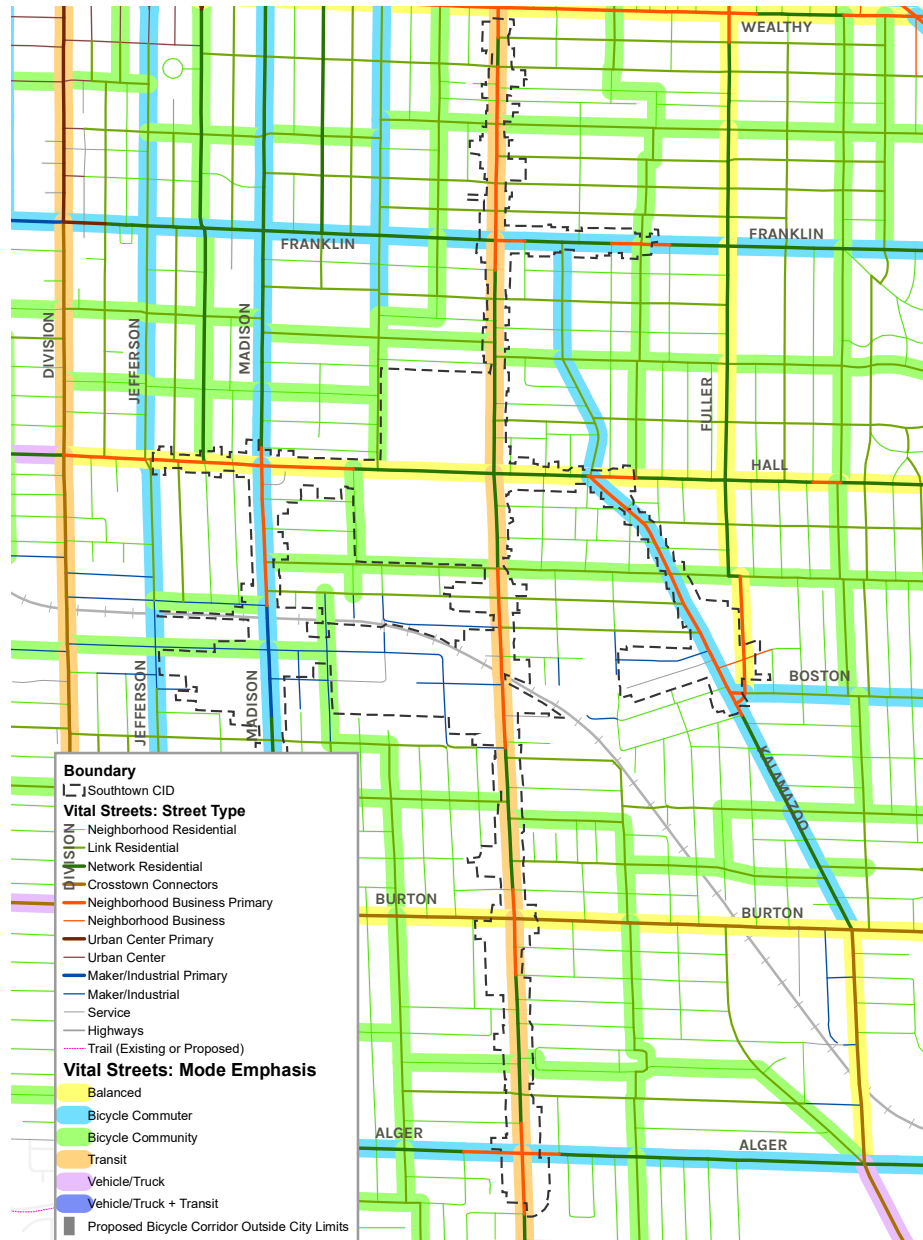 WEALTHY
FRANKLIN
FRANKLIN
DIVISION
JEFFERSON
MADISON
FULLER
HALL
BOSTON
JEFFERSON
MADISON
KALAMAZOO
DIVISION
BURTON
BURTON
ALGER
ALGER
Boundary
Southtown CID
Vital Streets: Street Type
Neighborhood Residential
Link Residential
Network Residential
Crosstown Connectors
Neighborhood Business Primary
Neighborhood Business
Urban Center Primary
Urban Center
Maker/Industrial Primary
Maker/Industrial
Service
Highways
Trail (Existing or Proposed)
Vital Streets: Mode Emphasis
Balanced
Bicycle Commuter
Bicycle Community
Transit
Vehicle/Truck
Vehicle/Truck + Transit
Proposed Bicycle Corridor Outside City Limits